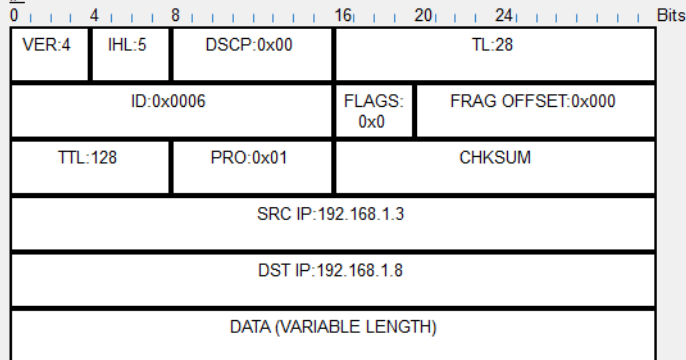 0 4 8 16 20 24 Bits
VER:4 IHL:5 DSCP:0x00 TL:28
ID:0x0006 FLAGS: FRAG OFFSET:0x000
0x0
TTL:128 PRO:0x01 CHKSUM
SRC IP:192.168.1.3
DST IP:192.168.1.8
DATA (VARIABLE LENGTH)